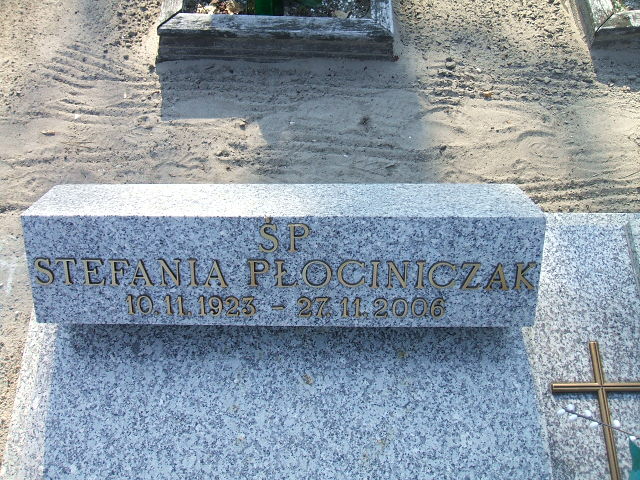 ŚP
STEFANIA PŁOCINICZAK
10.11.1923 - 27.11.2006